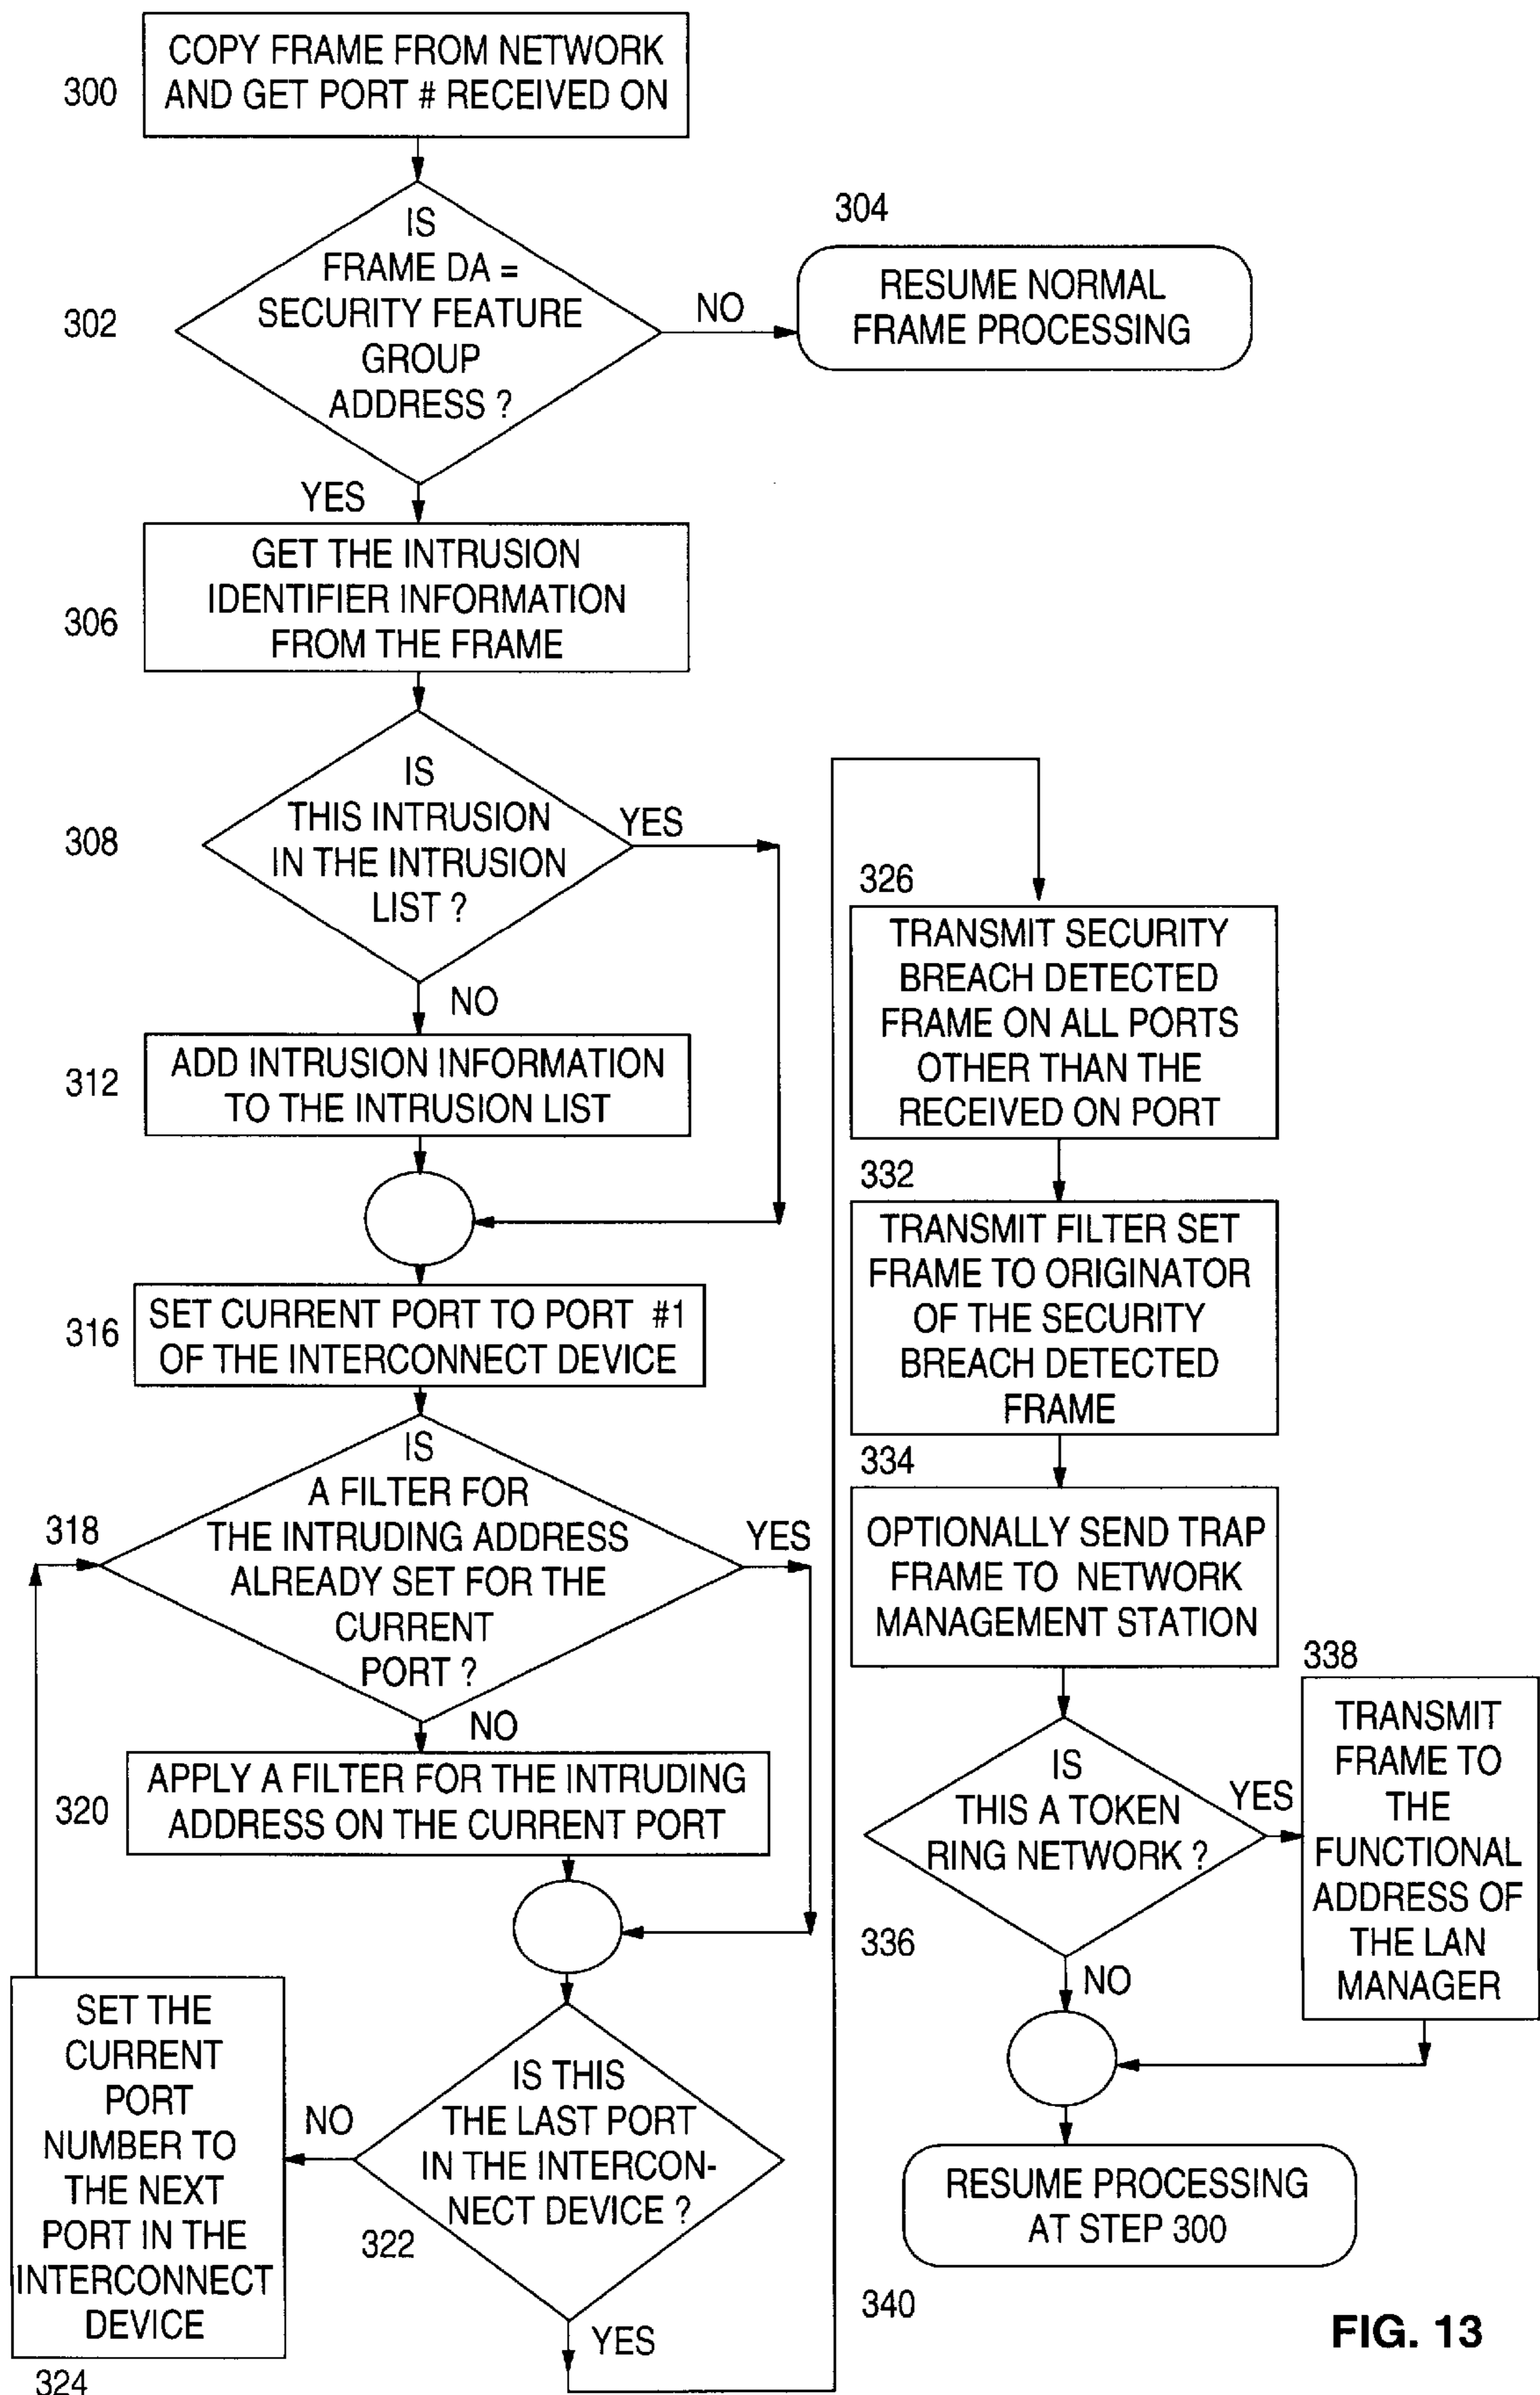 COPY FRAME FROM NETWORK
AND GET PORT # RECEIVED ON
300
IS
FRAME DA =
SECURITY FEATURE
GROUP
ADDRESS ?
302
NO
304
RESUME NORMAL
FRAME PROCESSING
YES
GET THE INTRUSION
IDENTIFIER INFORMATION
FROM THE FRAME
306
IS
THIS INTRUSION
IN THE INTRUSION
LIST ?
308
YES
NO
ADD INTRUSION INFORMATION
TO THE INTRUSION LIST
312
SET CURRENT PORT TO PORT #1
OF THE INTERCONNECT DEVICE
316
IS
A FILTER FOR
THE INTRUDING ADDRESS
ALREADY SET FOR THE
CURRENT
PORT ?
318
YES
NO
APPLY A FILTER FOR THE INTRUDING
ADDRESS ON THE CURRENT PORT
320
IS THIS
THE LAST PORT
IN THE INTERCON-
NECT DEVICE ?
322
NO
SET THE
CURRENT
PORT
NUMBER TO
THE NEXT
PORT IN THE
INTERCONNECT
DEVICE
324
YES
326
TRANSMIT SECURITY
BREACH DETECTED
FRAME ON ALL PORTS
OTHER THAN THE
RECEIVED ON PORT
332
TRANSMIT FILTER SET
FRAME TO ORIGINATOR
OF THE SECURITY
BREACH DETECTED
FRAME
334
OPTIONALLY SEND TRAP
FRAME TO NETWORK
MANAGEMENT STATION
IS
THIS A TOKEN
RING NETWORK ?
336
YES
338
TRANSMIT
FRAME TO
THE
FUNCTIONAL
ADDRESS OF
THE LAN
MANAGER
NO
RESUME PROCESSING
AT STEP 300
340
FIG. 13